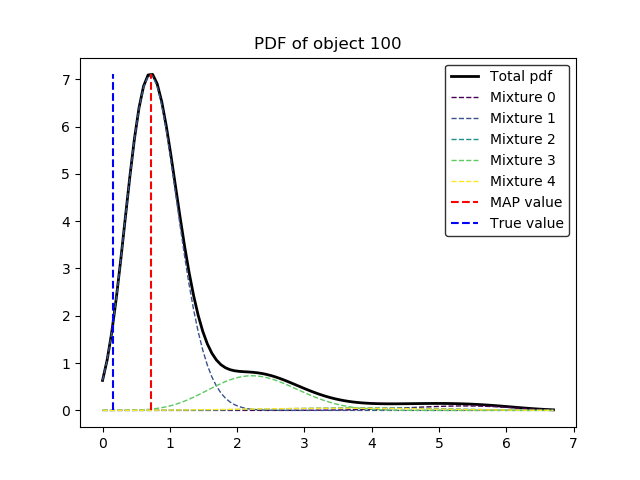 PDF of object 100
Total pdf
Mixture 0
Mixture 1
Mixture 2
Mixture 3
Mixture 4
MAP value
True value
7
6
5
4
3
2
1
0
0 1 2 3 4 5 6 7